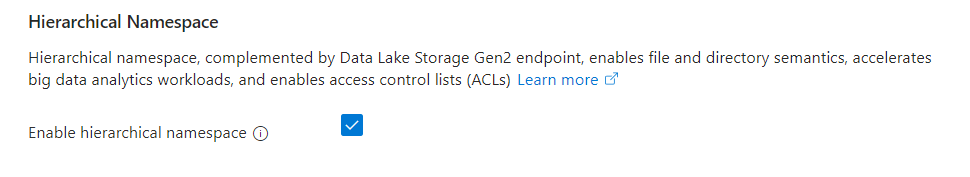 Hierarchical Namespace
Hierarchical namespace, complemented by Data Lake Storage Gen2 endpoint, enables file and directory semantics, accelerates
big data analytics workloads, and enables access control lists (ACLs) Learn more
Enable hierarchical namespace